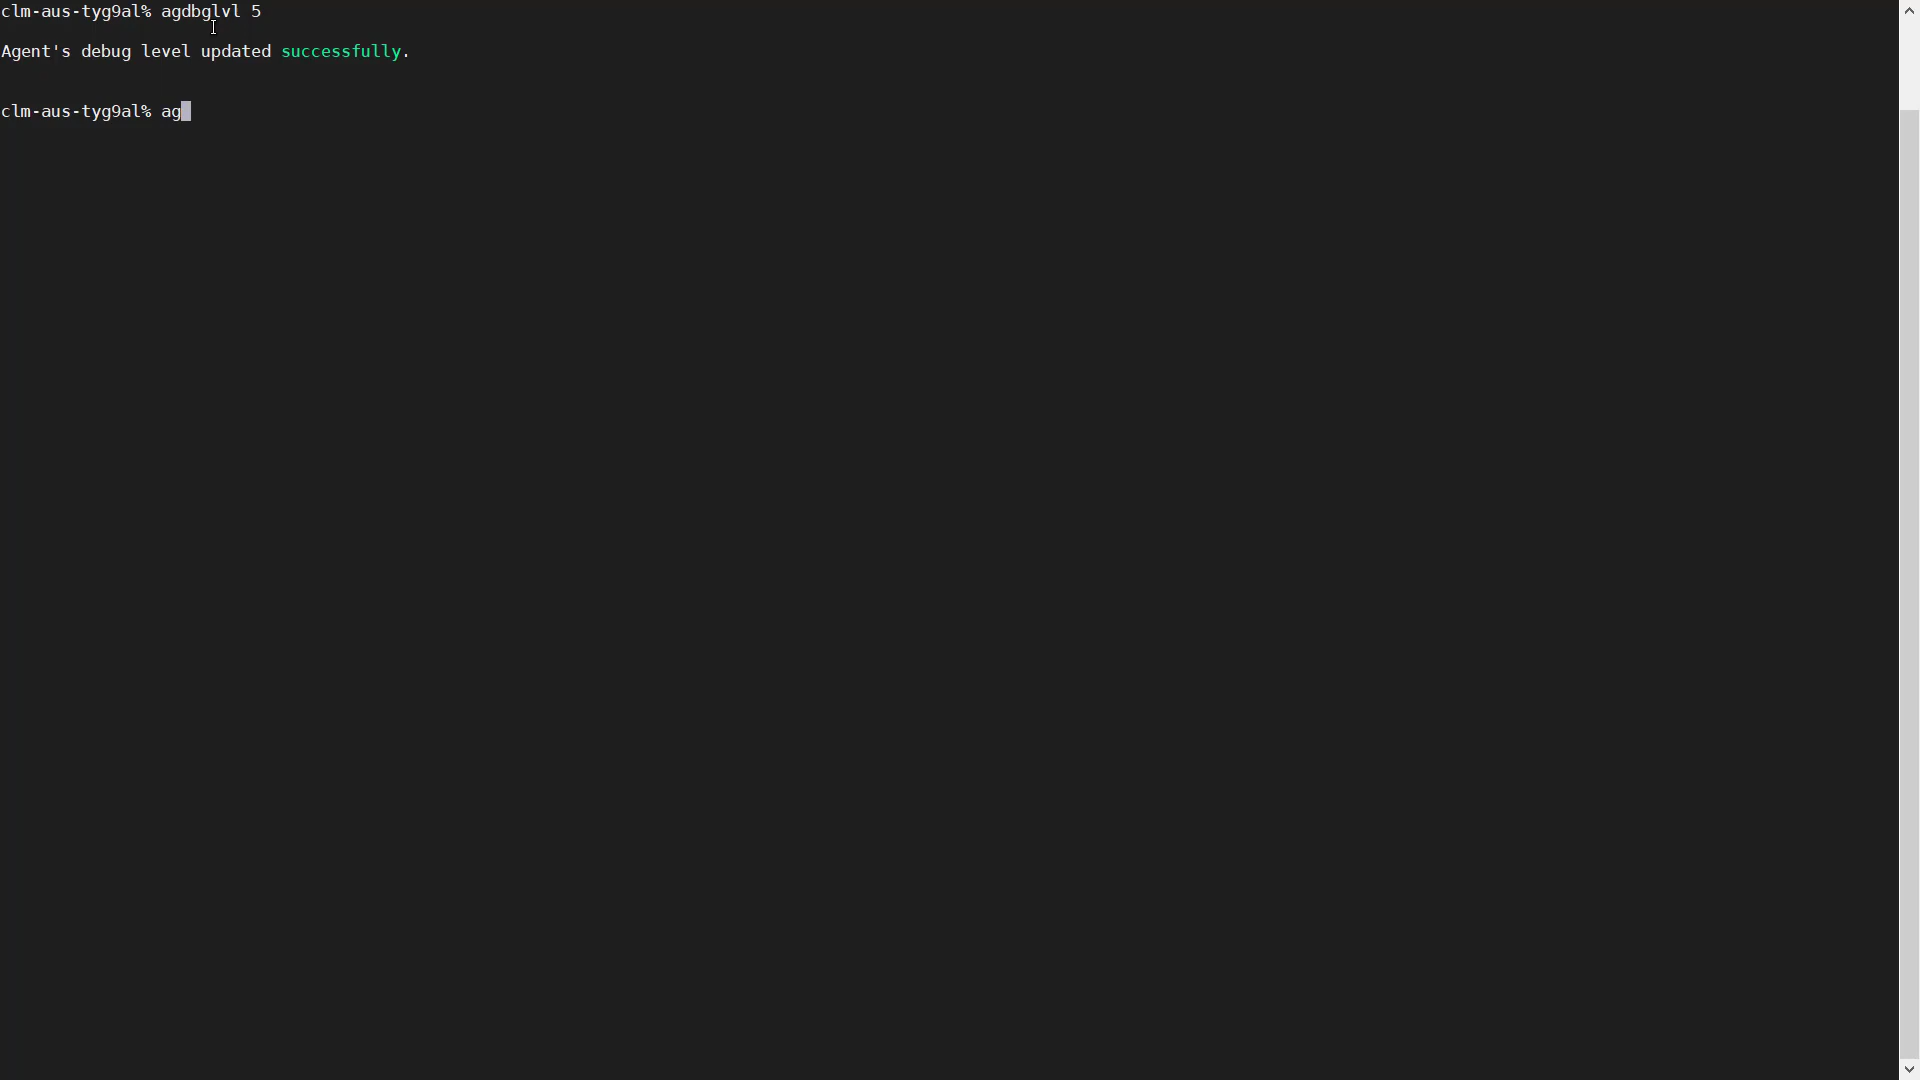 clm-aus-tyg9al% agdbglvl 5
Agent's debug level updated successfully.
clm-aus-tyg9al% ag